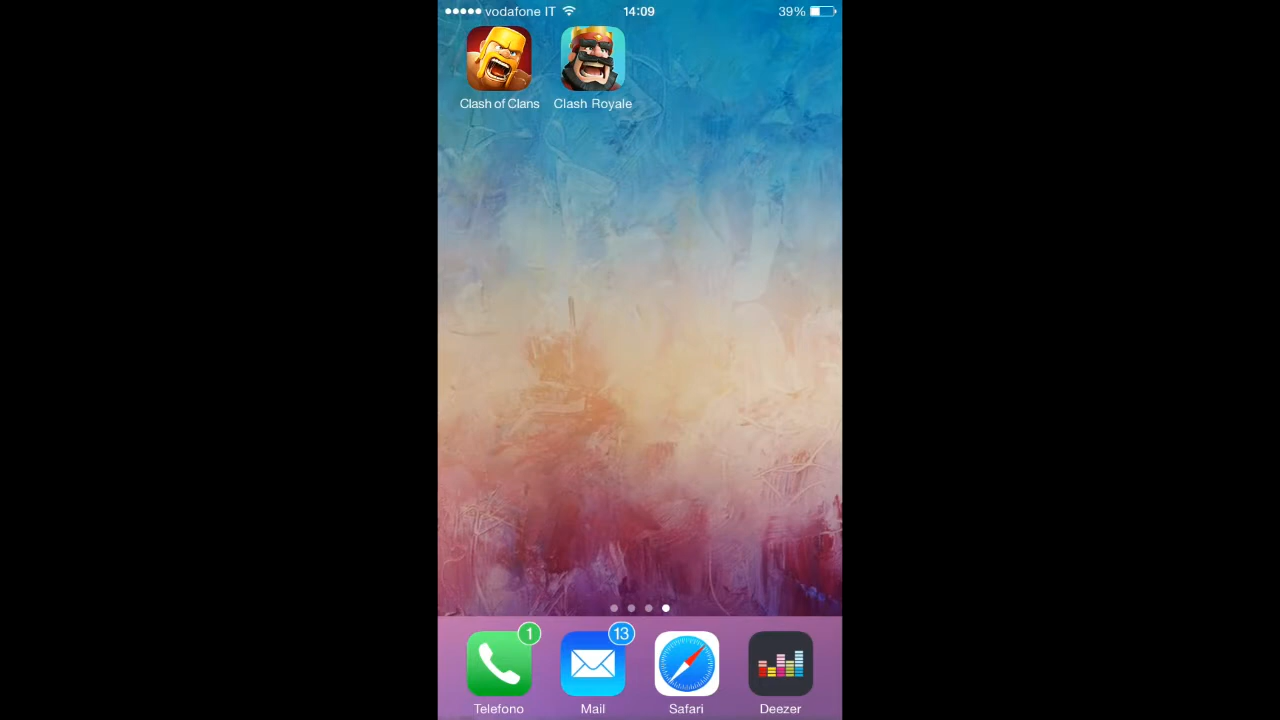 vodafone IT 14:09 39%
Clash of Clans Clash Royale
1 13
Telefono Mail Safari Deezer